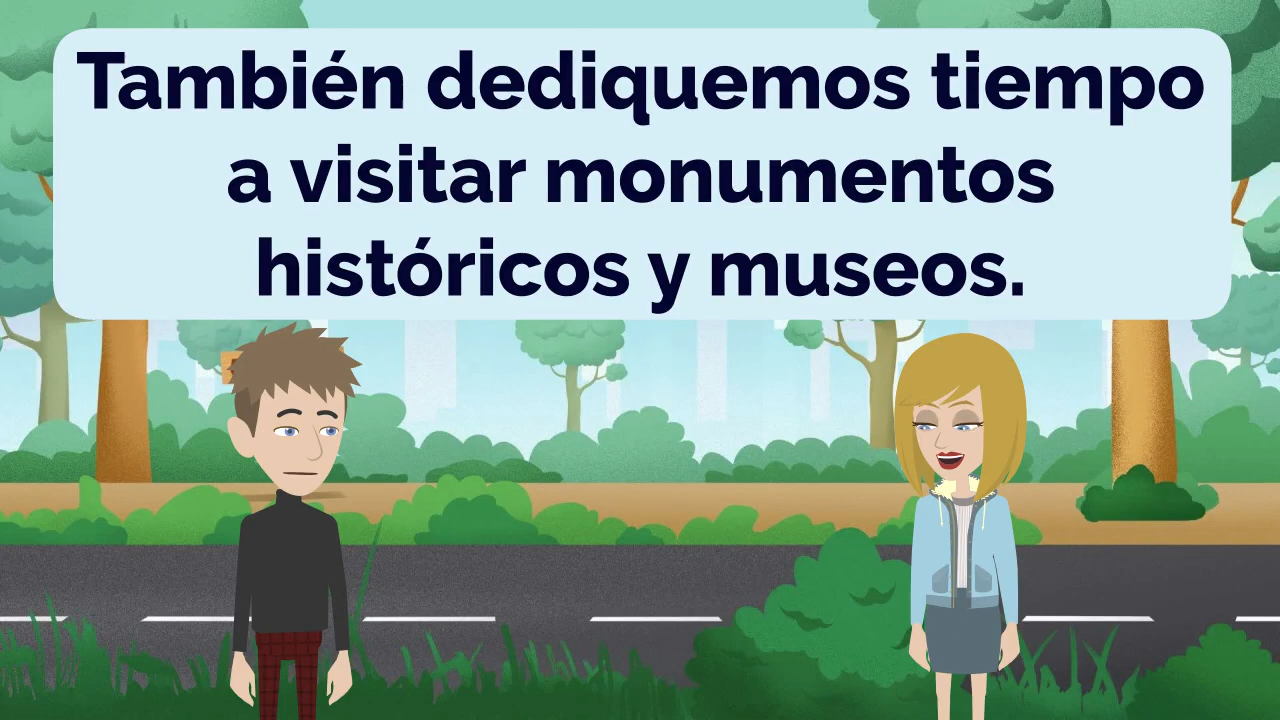 También dediquemos tiempo
a visitar monumentos
históricos y museos.